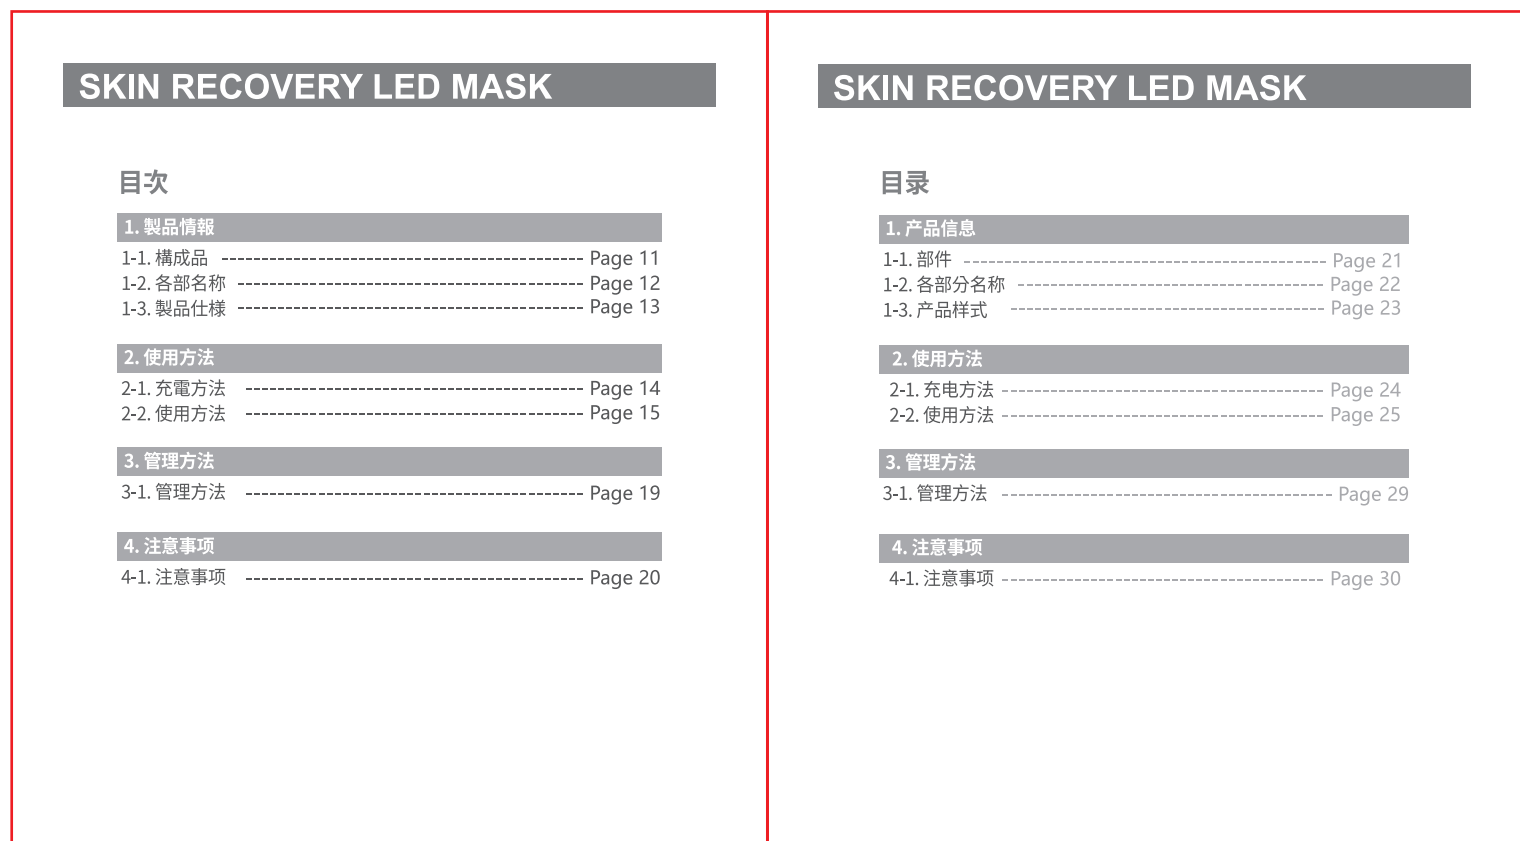 SKIN RECOVERY LED MASK
目次
1. 製品情報
1-1. 構成品 Page 11
1-2. 各部名称 Page 12
1-3. 製品仕様 Page 13
2. 使用方法
2-1. 充電方法 Page 14
2-2. 使用方法 Page 15
3. 管理方法
3-1. 管理方法 Page 19
4. 注意事项
4-1. 注意事项 Page 20
SKIN RECOVERY LED MASK
目录
1. 产品信息
1-1. 部件 Page 21
1-2. 各部分名称 Page 22
1-3. 产品样式 Page 23
2. 使用方法
2-1. 充电方法 Page 24
2-2. 使用方法 Page 25
3. 管理方法
3-1. 管理方法 Page 29
4. 注意事项
4-1. 注意事项 Page 30